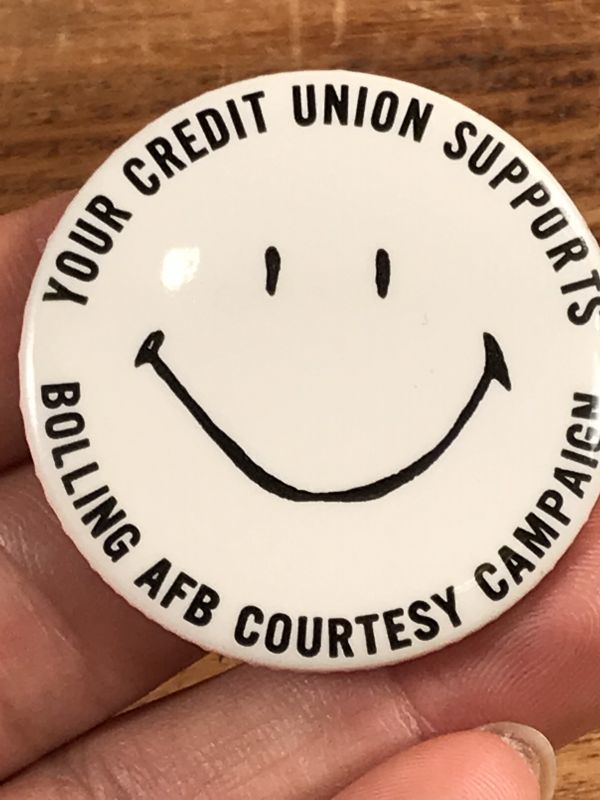 YOUR CREDIT UNION SUPPORTS
BOLLING AFB COURTESY CAMPAIGN